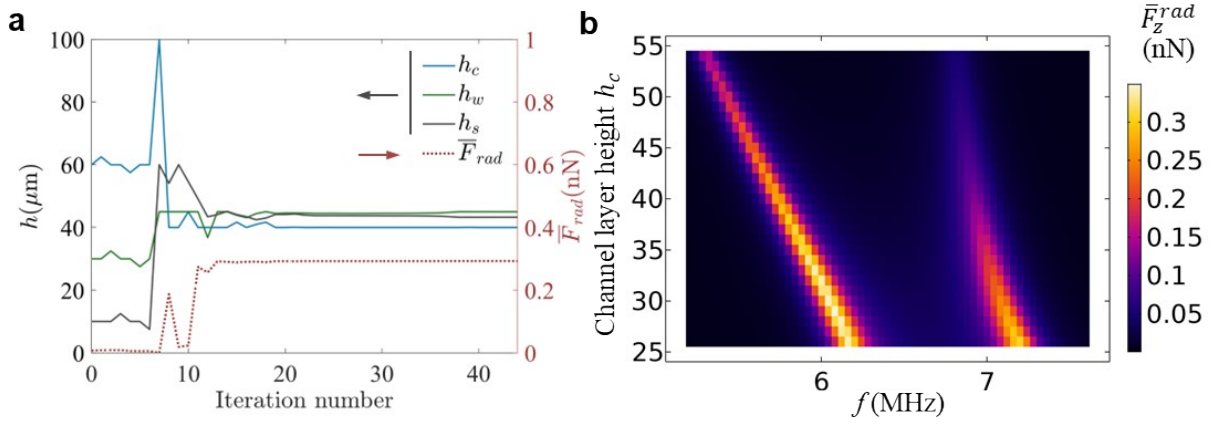 a
100
80
60
40
20
0
h(μm)
0
10
20
30
40
Iteration number
h_c
h_w
h_s
F̅_rad
1
0.8
0.6
0.4
0.2
0
F̅_rad(nN)
b
55
50
45
40
35
30
25
Channel layer height h_c
6
7
f(MHz)
F̅_z^rad
(nN)
0.3
0.25
0.2
0.15
0.1
0.05